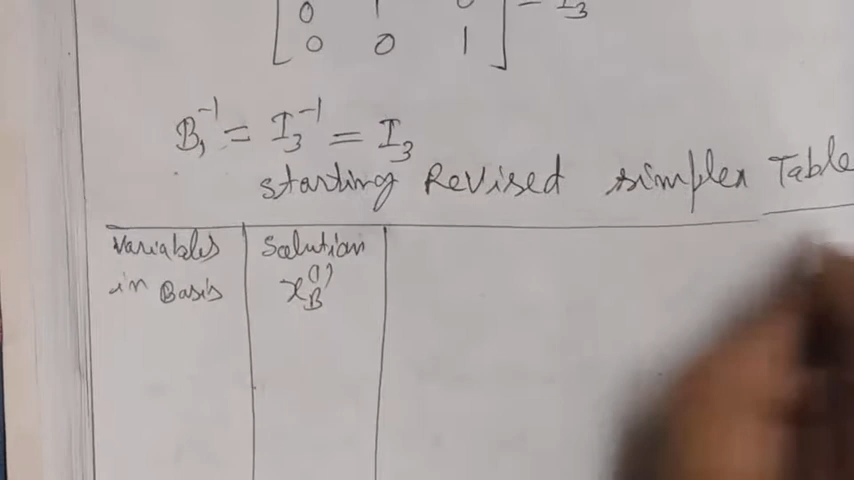 0 1 0
0 0 1 = I₃
B₁⁻¹ = I₃⁻¹ = I₃
starting Revised simplex Table
Variables in Basis
Solution x_B⁽¹⁾